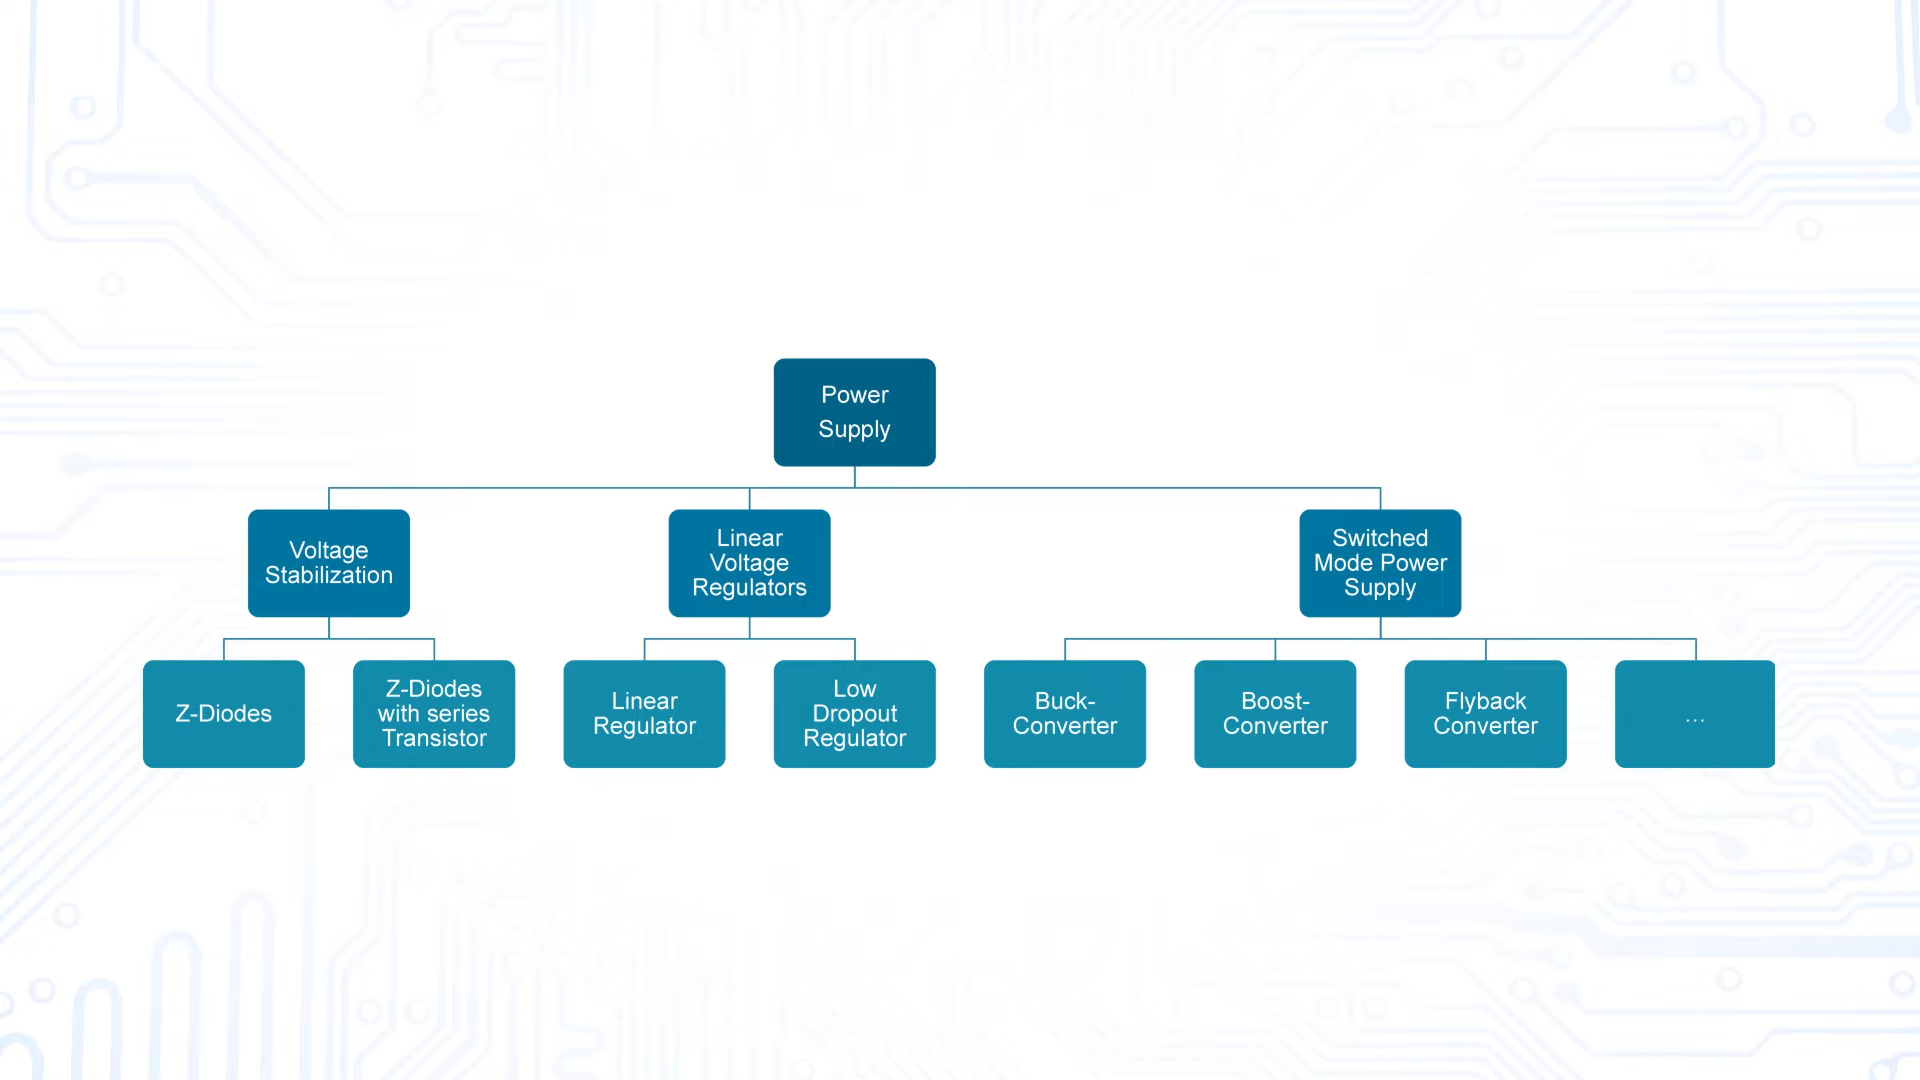 Power
Supply
Voltage
Stabilization
Linear
Voltage
Regulators
Switched
Mode Power
Supply
Z-Diodes
Z-Diodes
with series
Transistor
Linear
Regulator
Low
Dropout
Regulator
Buck-
Converter
Boost-
Converter
Flyback
Converter
...